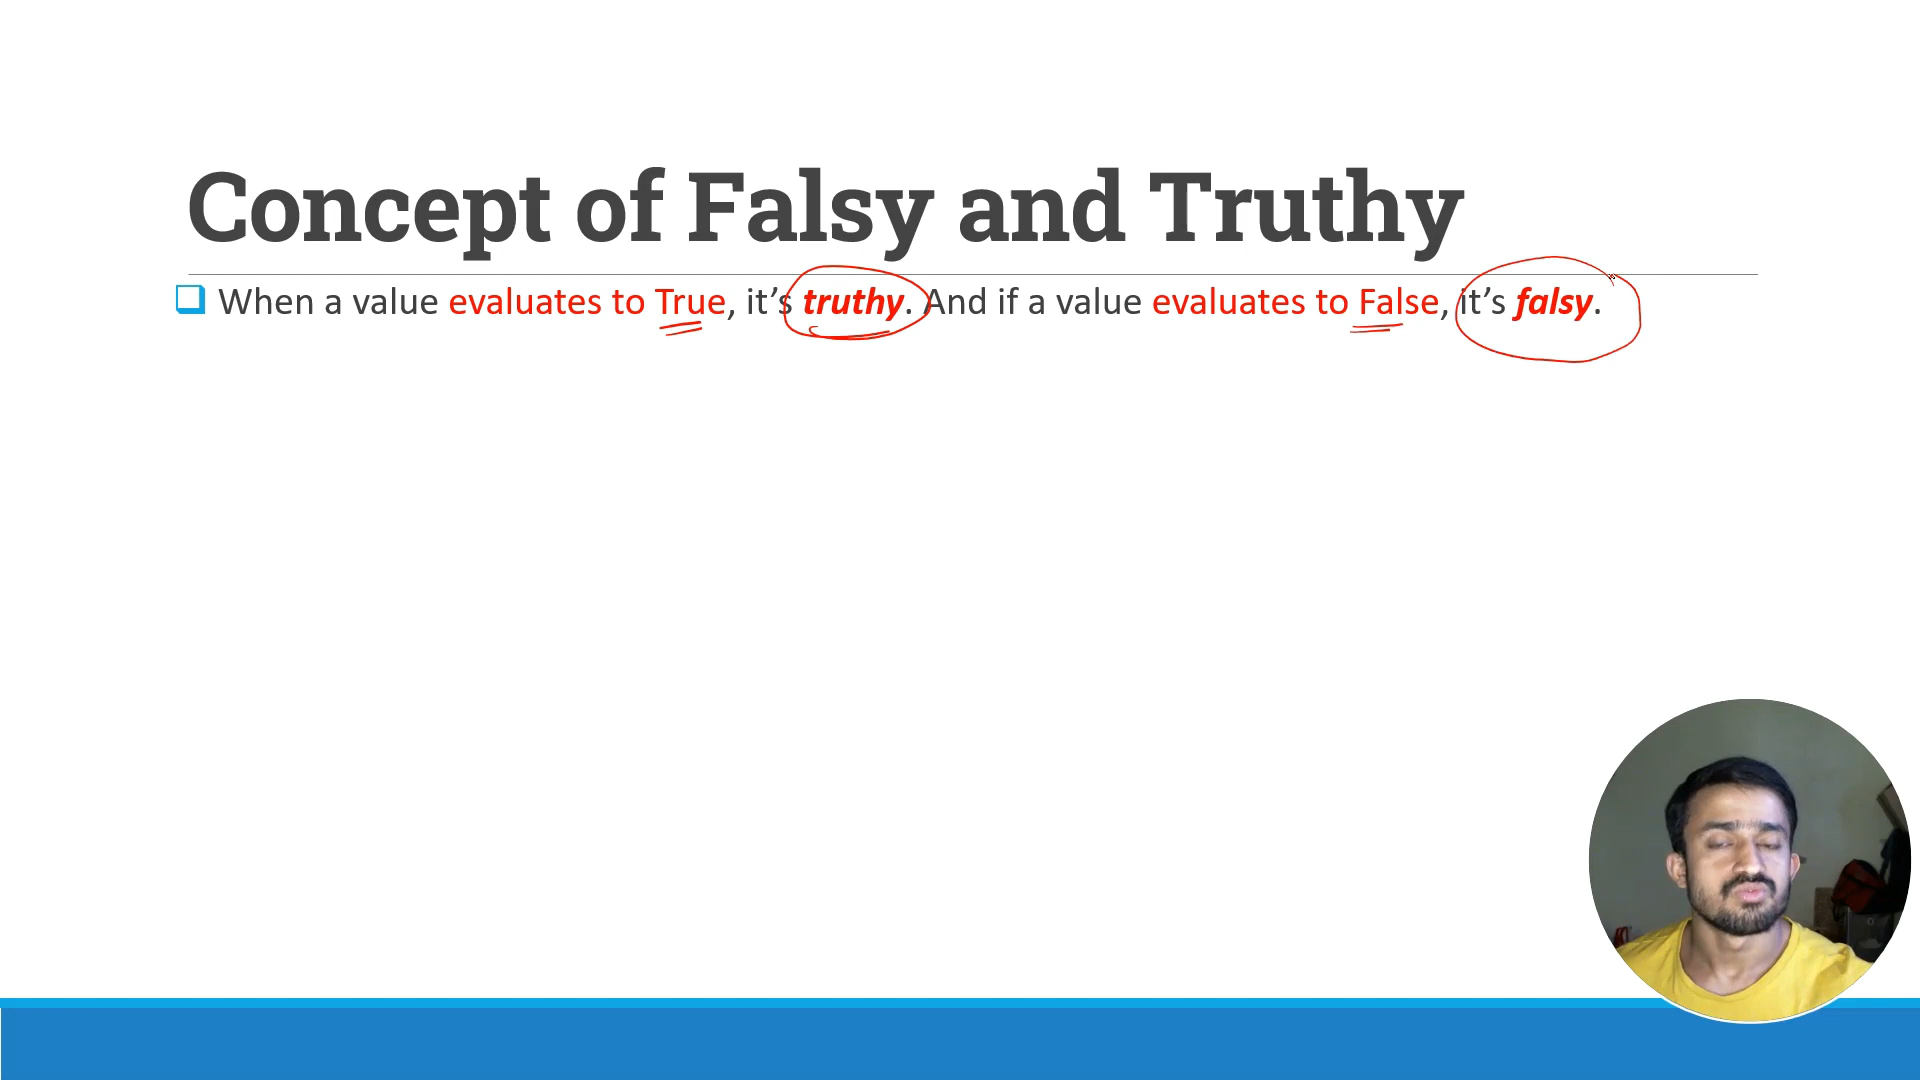 Concept of Falsy and Truthy
When a value evaluates to True, it’s truthy. And if a value evaluates to False, it’s falsy.